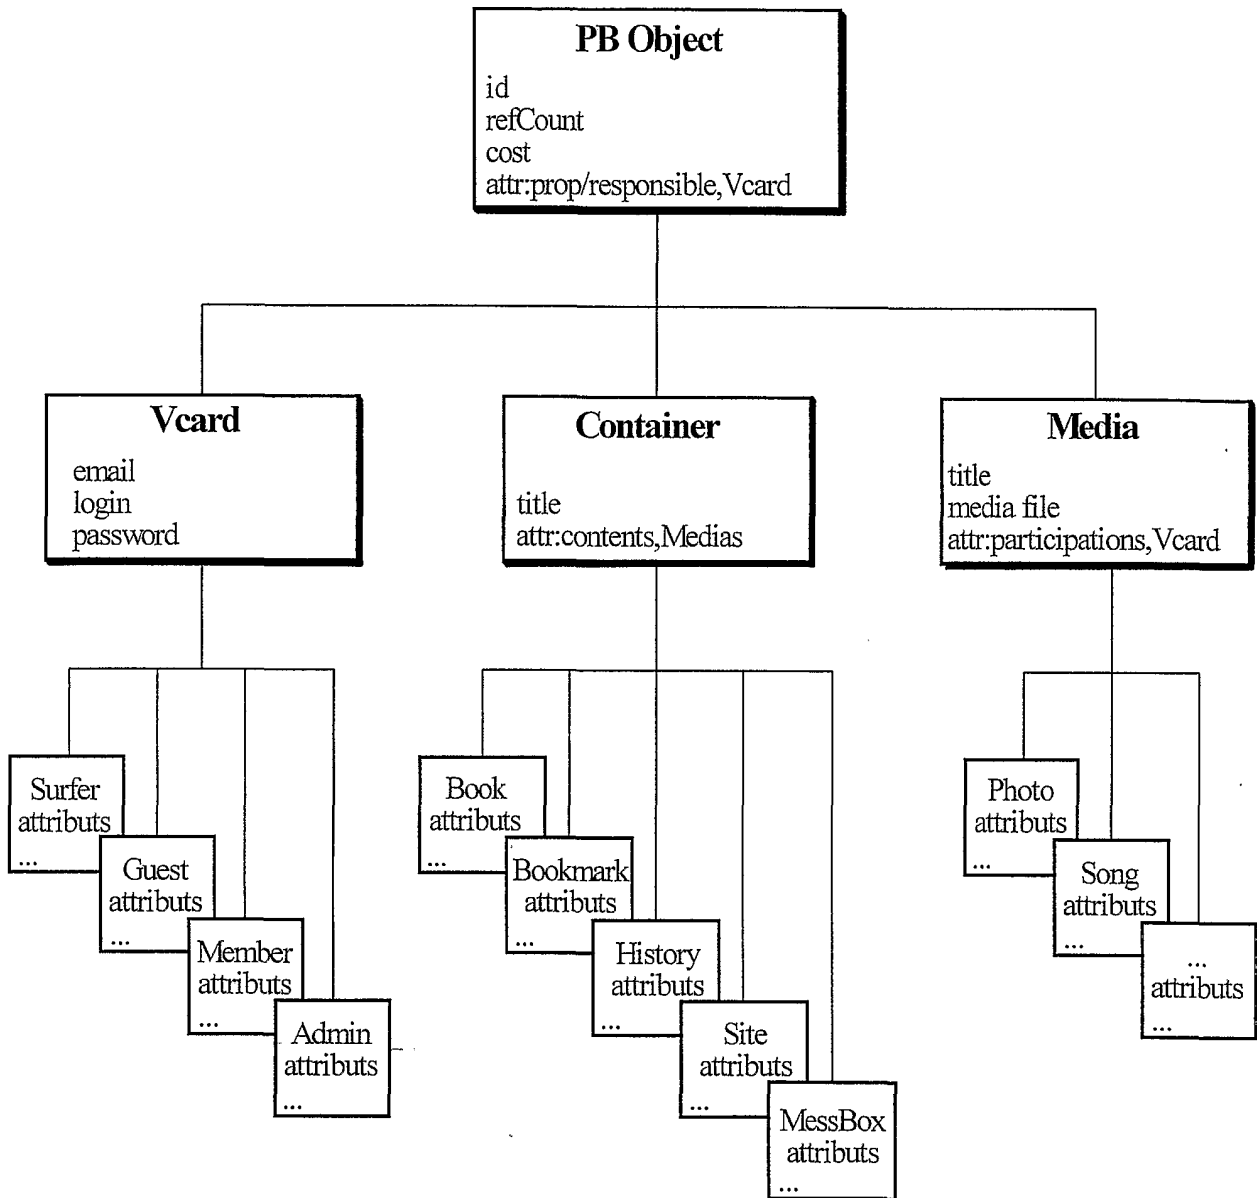 PB Object
id
refCount
cost
attr:prop/responsible,Vcard
Vcard
email
login
password
Container
title
attr:contents,Medias
Media
title
media file
attr:participations,Vcard
Surfer
attributs
...
Guest
attributs
...
Member
attributs
...
Admin
attributs
...
Book
attributs
...
Bookmark
attributs
...
History
attributs
...
Site
attributs
...
MessBox
attributs
...
Photo
attributs
...
Song
attributs
...
...
attributs
...